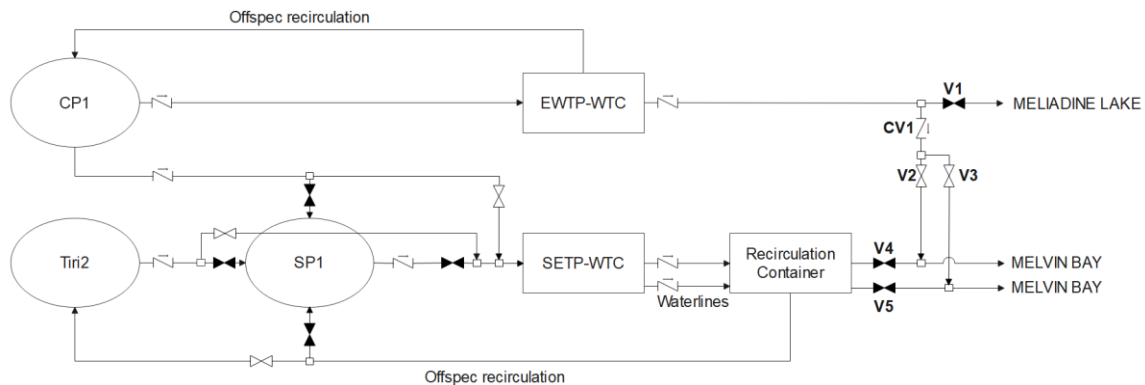 Offspec recirculation
CP1
EWTP-WTC
V1
MELIADINE LAKE
CV1
V2
V3
Tiri2
SP1
SETP-WTC
Recirculation
Container
V4
MELVIN BAY
MELVIN BAY
Waterlines
V5
Offspec recirculation